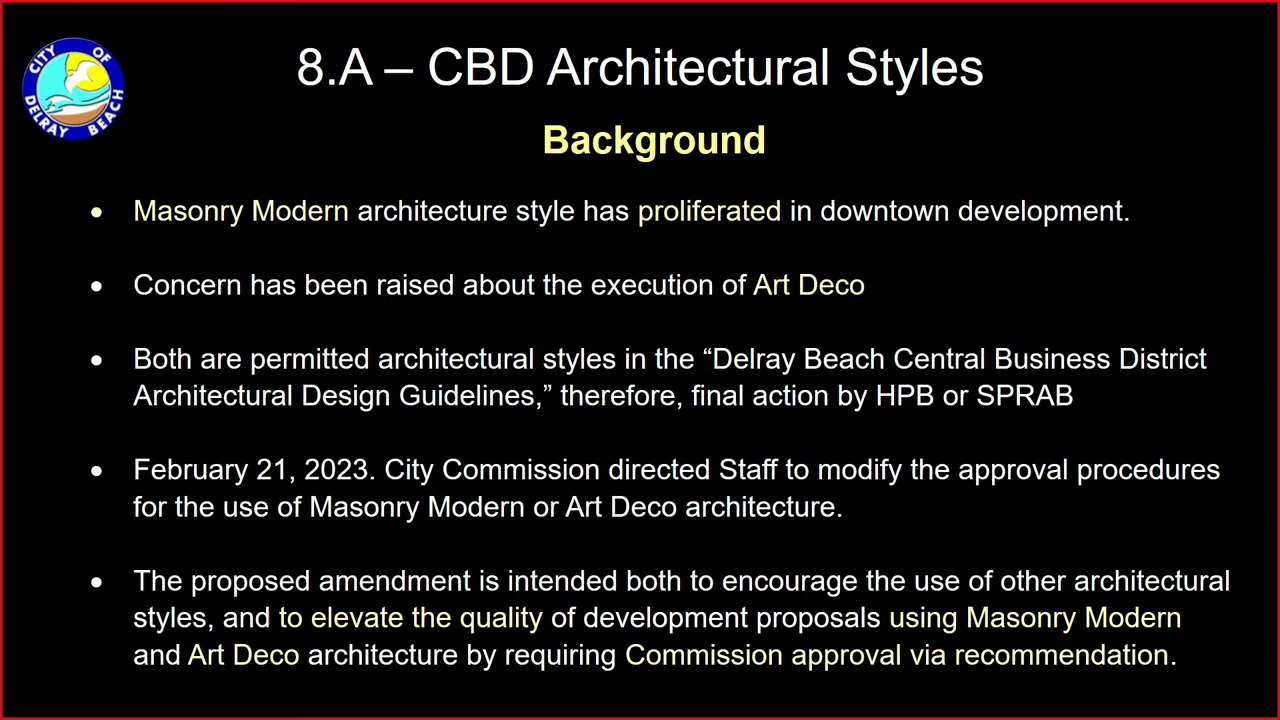 CITY OF
DELRAY BEACH
8.A – CBD Architectural Styles
Background
• Masonry Modern architecture style has proliferated in downtown development.
• Concern has been raised about the execution of Art Deco
• Both are permitted architectural styles in the “Delray Beach Central Business District
Architectural Design Guidelines,” therefore, final action by HPB or SPRAB
• February 21, 2023. City Commission directed Staff to modify the approval procedures
for the use of Masonry Modern or Art Deco architecture.
• The proposed amendment is intended both to encourage the use of other architectural
styles, and to elevate the quality of development proposals using Masonry Modern
and Art Deco architecture by requiring Commission approval via recommendation.